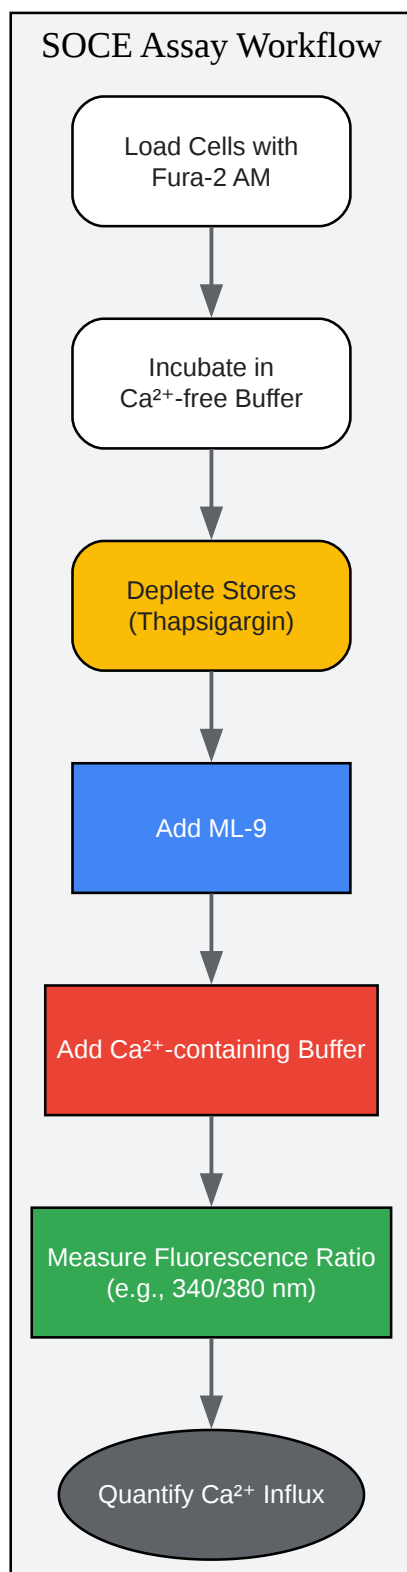 SOCE Assay Workflow
Load Cells with
Fura-2 AM
Incubate in
Ca²⁺-free Buffer
Deplete Stores
(Thapsigargin)
Add ML-9
Add Ca²⁺-containing Buffer
Measure Fluorescence Ratio
(e.g., 340/380 nm)
Quantify Ca²⁺ Influx